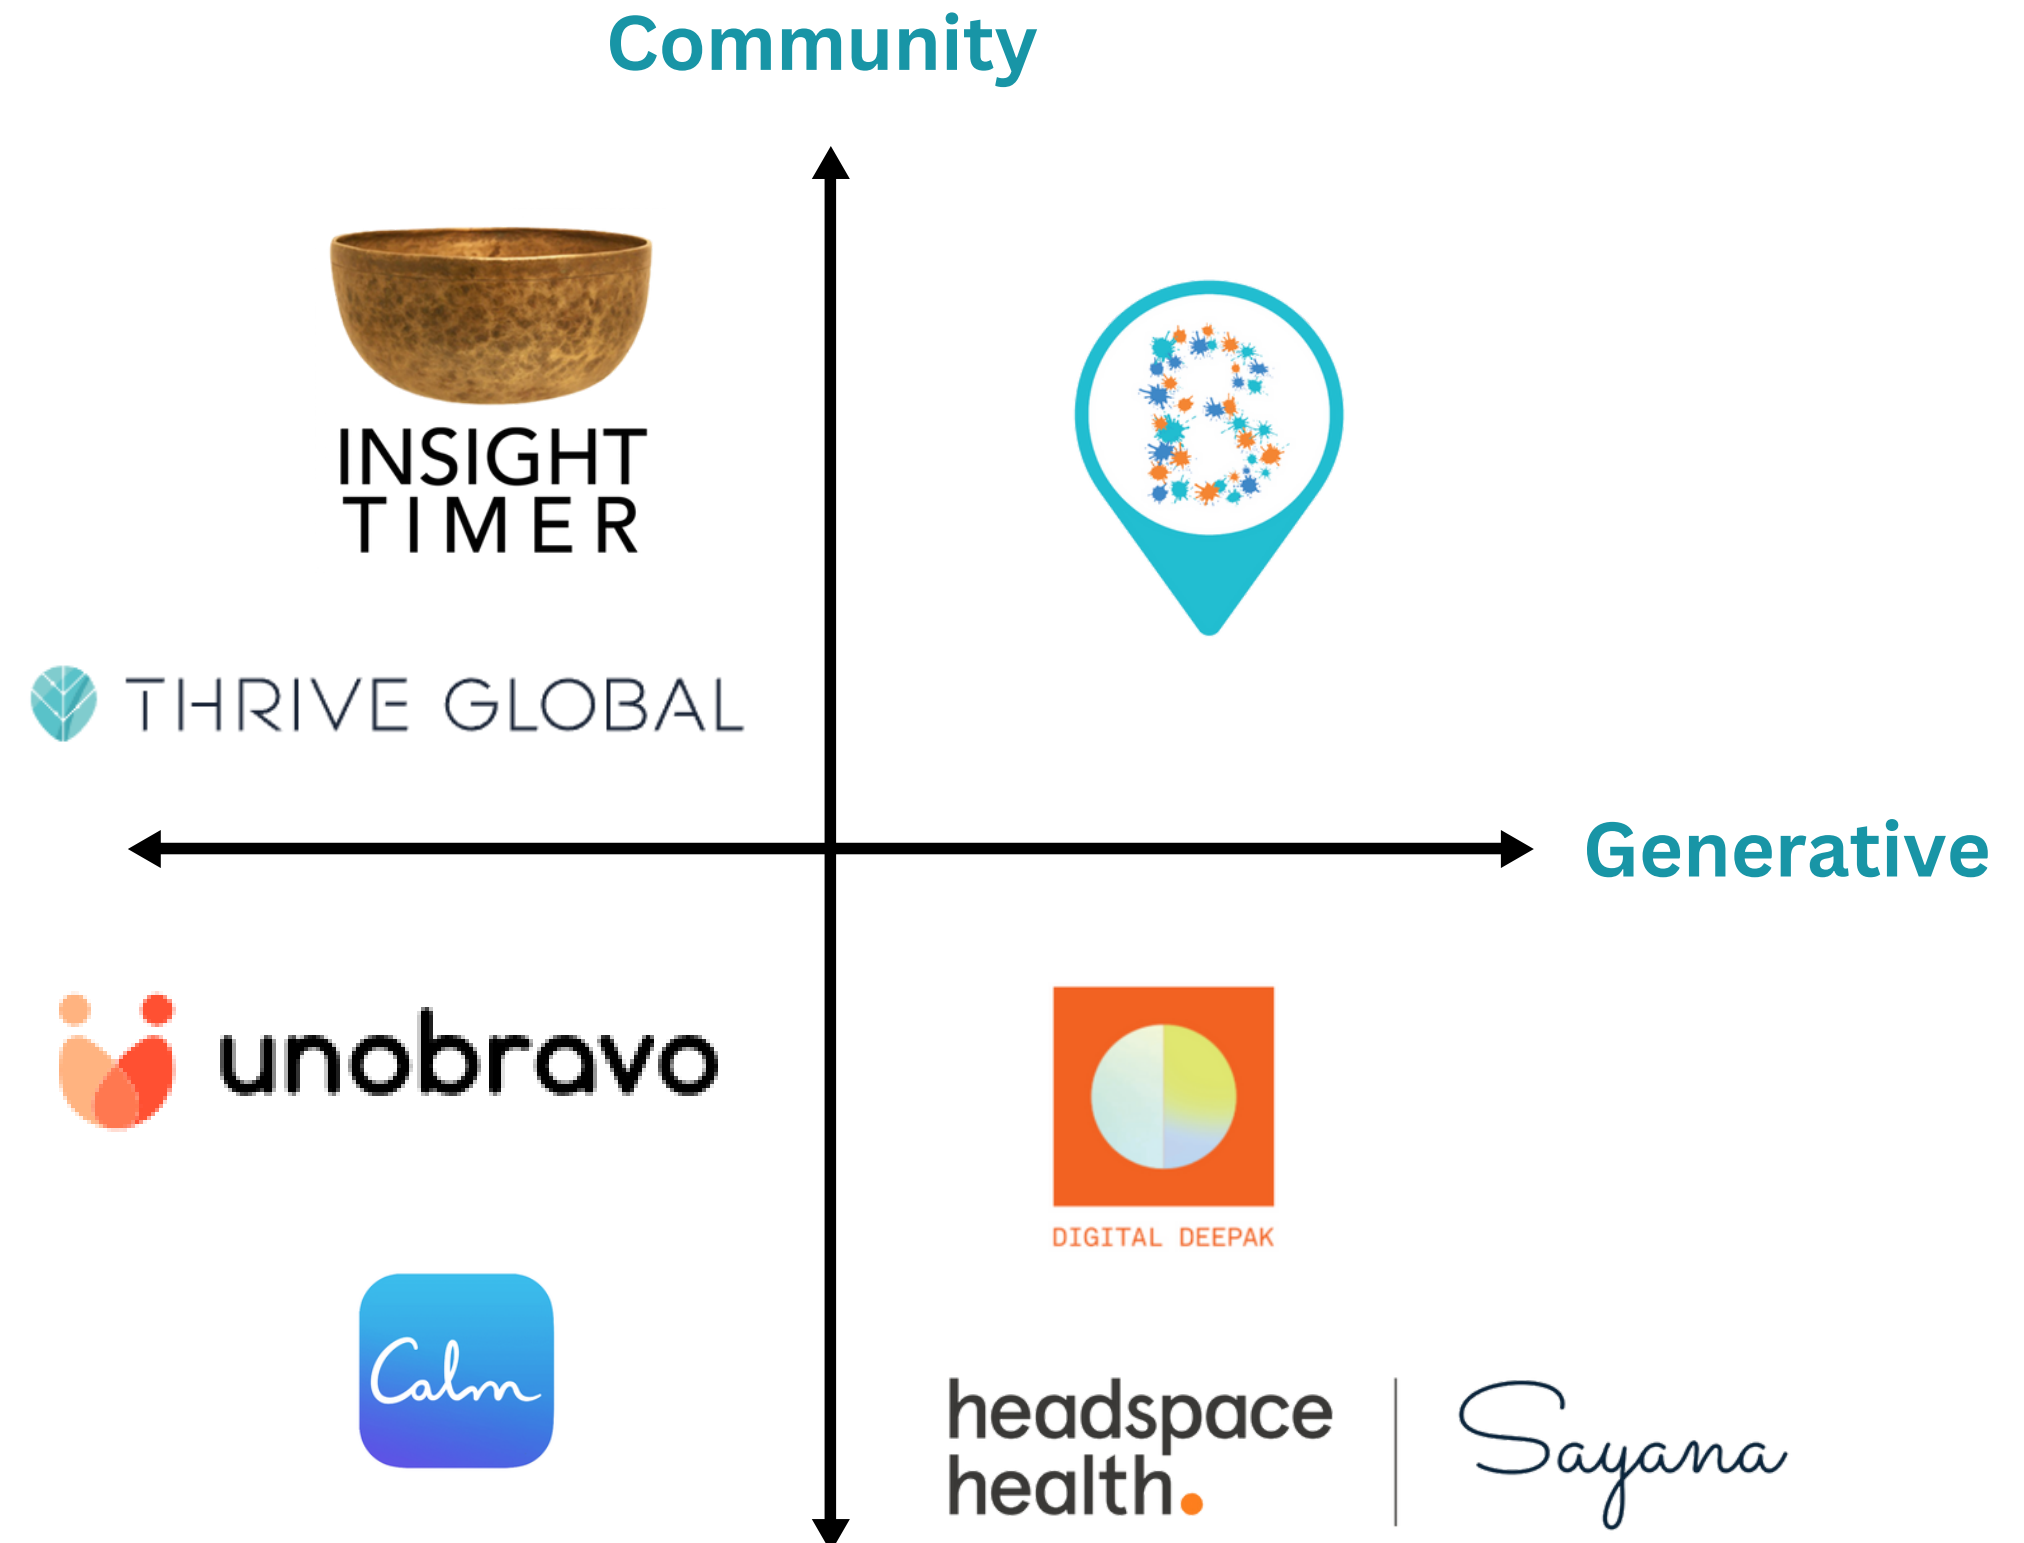 Community
INSIGHT
TIMER
B
THRIVE GLOBAL
Generative
unobravo
DIGITAL DEEPAK
Calm
headspace
health.
Sayana